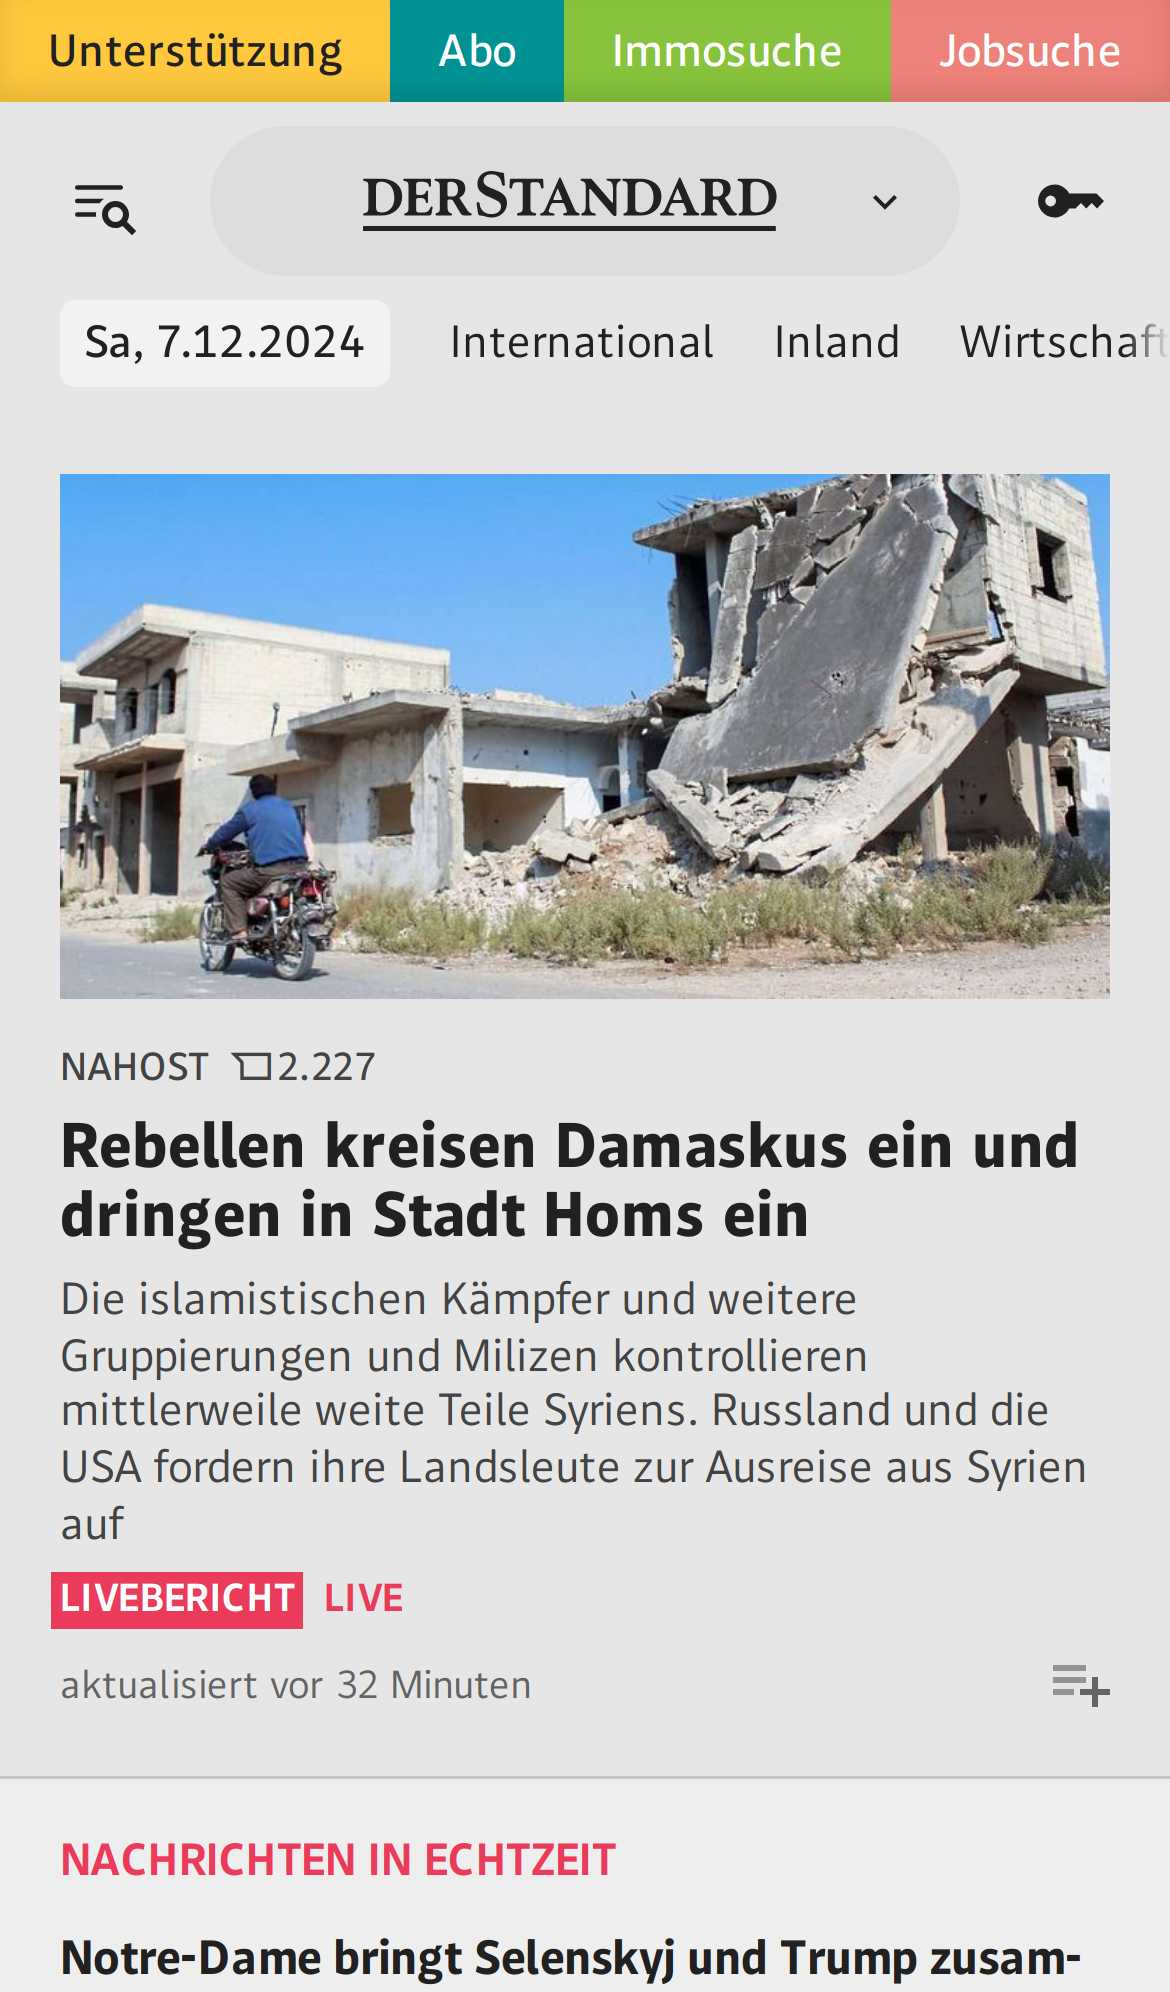 Unterstützung Abo Immosuche Jobsuche
DERSTANDARD
Sa, 7.12.2024 International Inland Wirtschaft
NAHOST 2.227
Rebellen kreisen Damaskus ein und
dringen in Stadt Homs ein
Die islamistischen Kämpfer und weitere
Gruppierungen und Milizen kontrollieren
mittlerweile weite Teile Syriens. Russland und die
USA fordern ihre Landsleute zur Ausreise aus Syrien
auf
LIVEBERICHT LIVE
aktualisiert vor 32 Minuten
NACHRICHTEN IN ECHTZEIT
Notre-Dame bringt Selenskyj und Trump zusam-